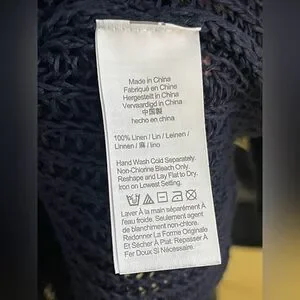 Made in China
Fabriqué en Chine
Hergestellt in China
Vervaardigd in China
中国製
hecho en china
100% Linen / Lin / Leinen /
Linnen / 麻 / lino
Hand Wash Cold Separately.
Non-Chlorine Bleach Only.
Reshape and Lay Flat to Dry.
Iron on Lowest Setting.
Laver À la main séparément À
l'eau froide. Seulement agent
de blanchiment non chloran.
Redonner La Forme Originale
Et Sécher À Plat. Repasser À
Fer Doux Si Nécessaire.